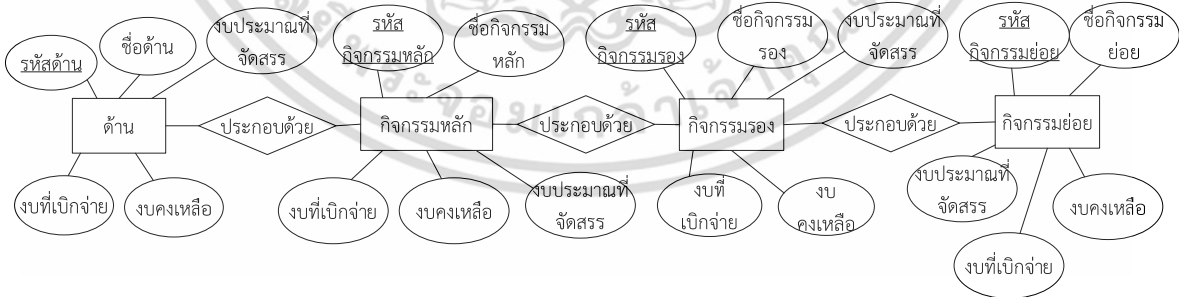 รหัสด้าน
ชื่อด้าน
งบประมาณที่
จัดสรร
รหัส
กิจกรรมหลัก
ชื่อกิจกรรม
หลัก
รหัส
กิจกรรมรอง
ชื่อกิจกรรม
รอง
งบประมาณที่
จัดสรร
รหัส
กิจกรรมย่อย
ชื่อกิจกรรม
ย่อย
ด้าน
ประกอบด้วย
กิจกรรมหลัก
ประกอบด้วย
กิจกรรมรอง
ประกอบด้วย
กิจกรรมย่อย
งบที่เบิกจ่าย
งบคงเหลือ
งบที่เบิกจ่าย
งบคงเหลือ
งบประมาณที่
จัดสรร
งบที่
เบิกจ่าย
งบ
คงเหลือ
งบประมาณที่
จัดสรร
งบที่เบิกจ่าย
งบคงเหลือ